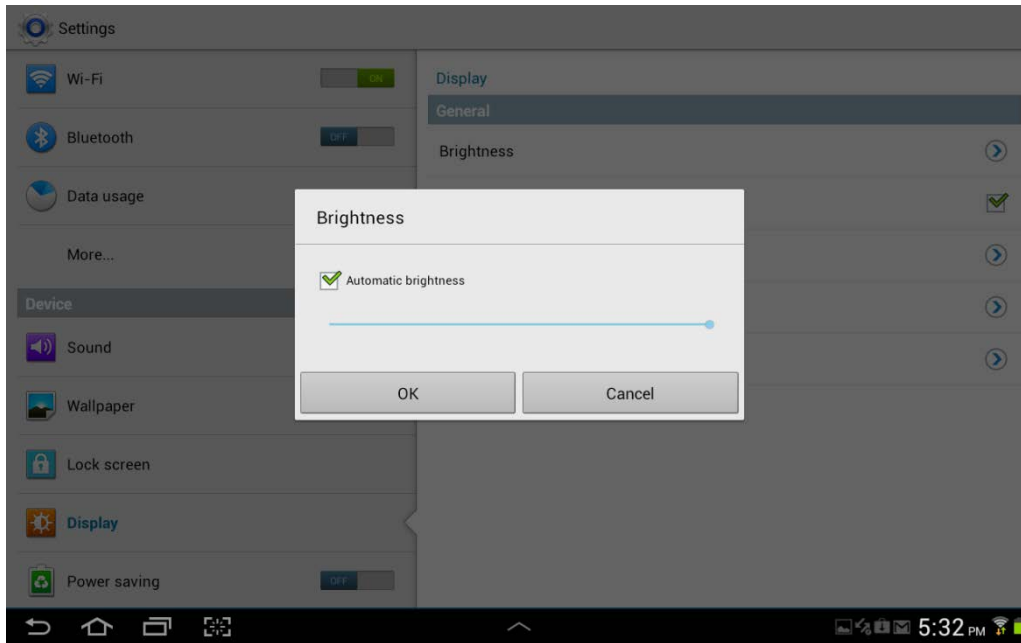 Settings
Wi-Fi
ON
Bluetooth
OFF
Data usage
More...
Device
Sound
Wallpaper
Lock screen
Display
Power saving
OFF
Display
General
Brightness
Brightness
Automatic brightness
OK
Cancel
5:32 PM